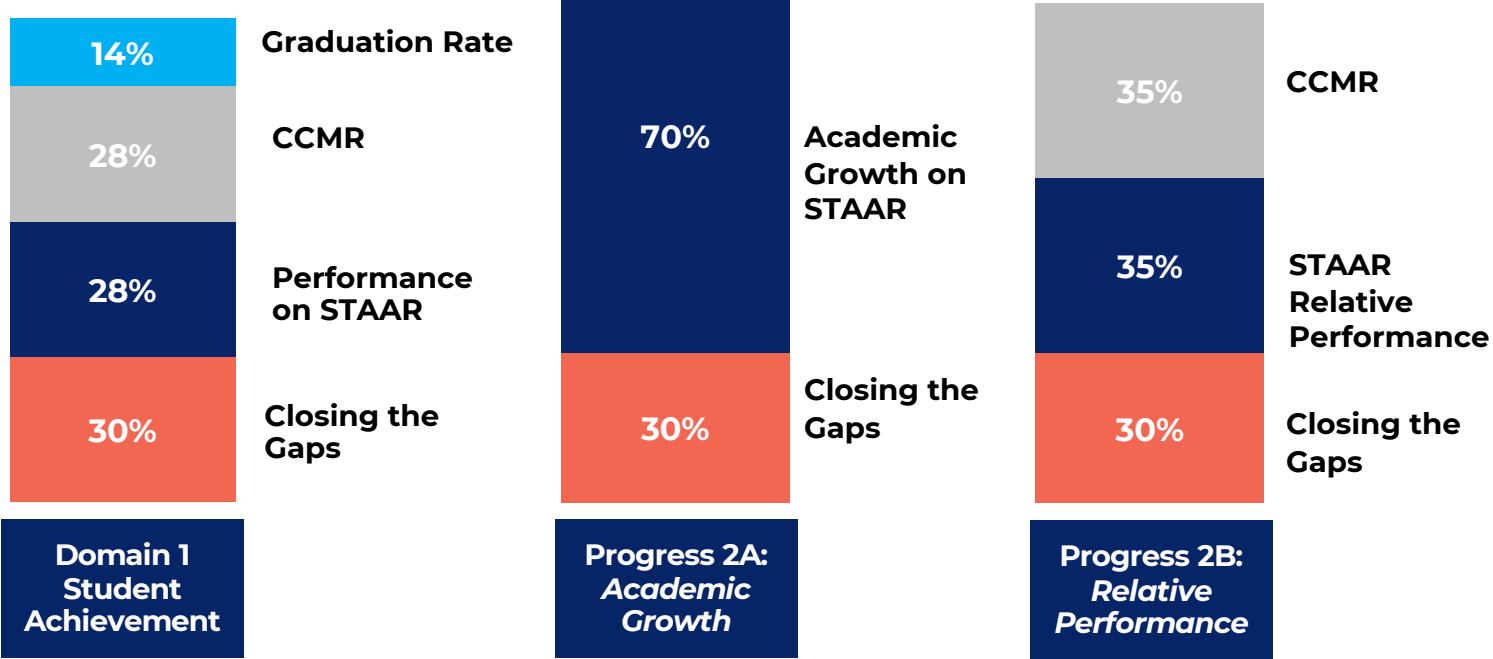 14%
Graduation Rate
28%
CCMR
28%
Performance
on STAAR
30%
Closing the
Gaps
Domain 1
Student
Achievement
70%
Academic
Growth on
STAAR
30%
Closing the
Gaps
Progress 2A:
Academic
Growth
35%
CCMR
35%
STAAR
Relative
Performance
30%
Closing the
Gaps
Progress 2B:
Relative
Performance